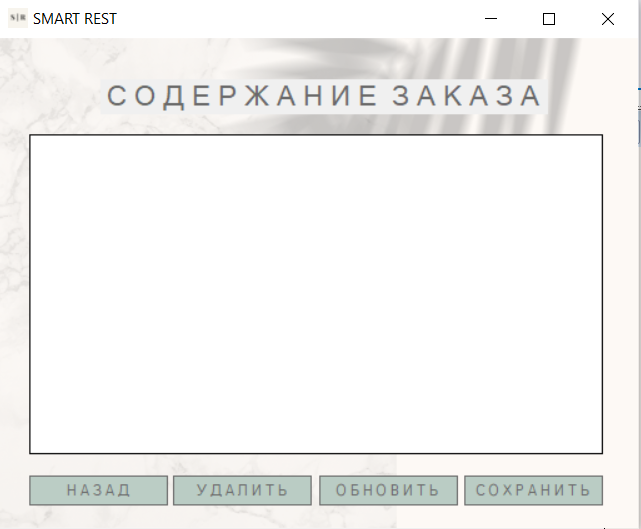 S|R SMART REST
СОДЕРЖАНИЕ ЗАКАЗА
НАЗАД УДАЛИТЬ ОБНОВИТЬ СОХРАНИТЬ